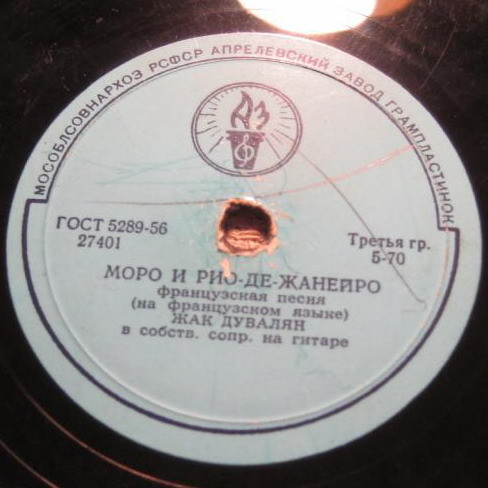 МОСОБЛСОВНАРХОЗ РСФСР АПРЕЛЕВСКИЙ ЗАВОД ГРАМПЛАСТИНОК
АЗ
ГОСТ 5289-56
27401
Третья гр.
5-70
МОРО И РИО-ДЕ-ЖАНЕЙРО
французская песня
(на французском языке)
ЖАК ДУВАЛЯН
в собств. сопр. на гитаре